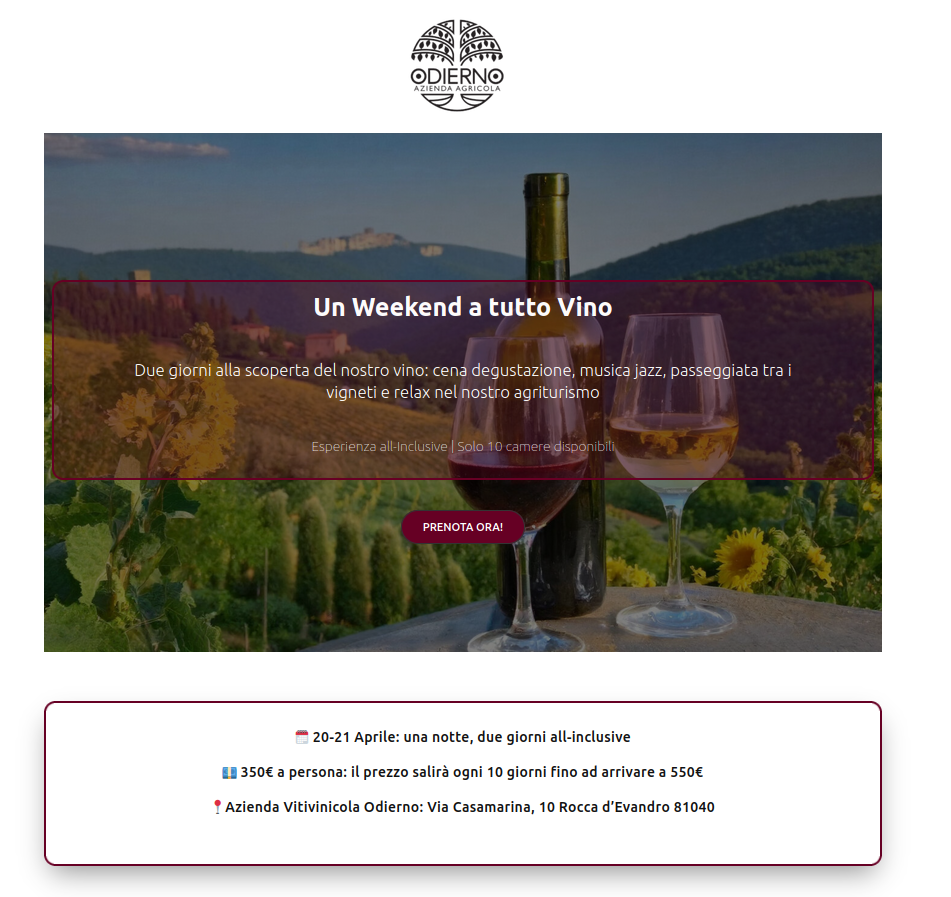 ODIERNO
AZIENDA AGRICOLA
Un Weekend a tutto Vino
Due giorni alla scoperta del nostro vino: cena degustazione, musica jazz, passeggiata tra i
vigneti e relax nel nostro agriturismo
Esperienza all-Inclusive | Solo 10 camere disponibili
PRENOTA ORA!
20-21 Aprile: una notte, due giorni all-inclusive
350€ a persona: il prezzo salirà ogni 10 giorni fino ad arrivare a 550€
Azienda Vitivinicola Odierno: Via Casamarina, 10 Rocca d’Evandro 81040